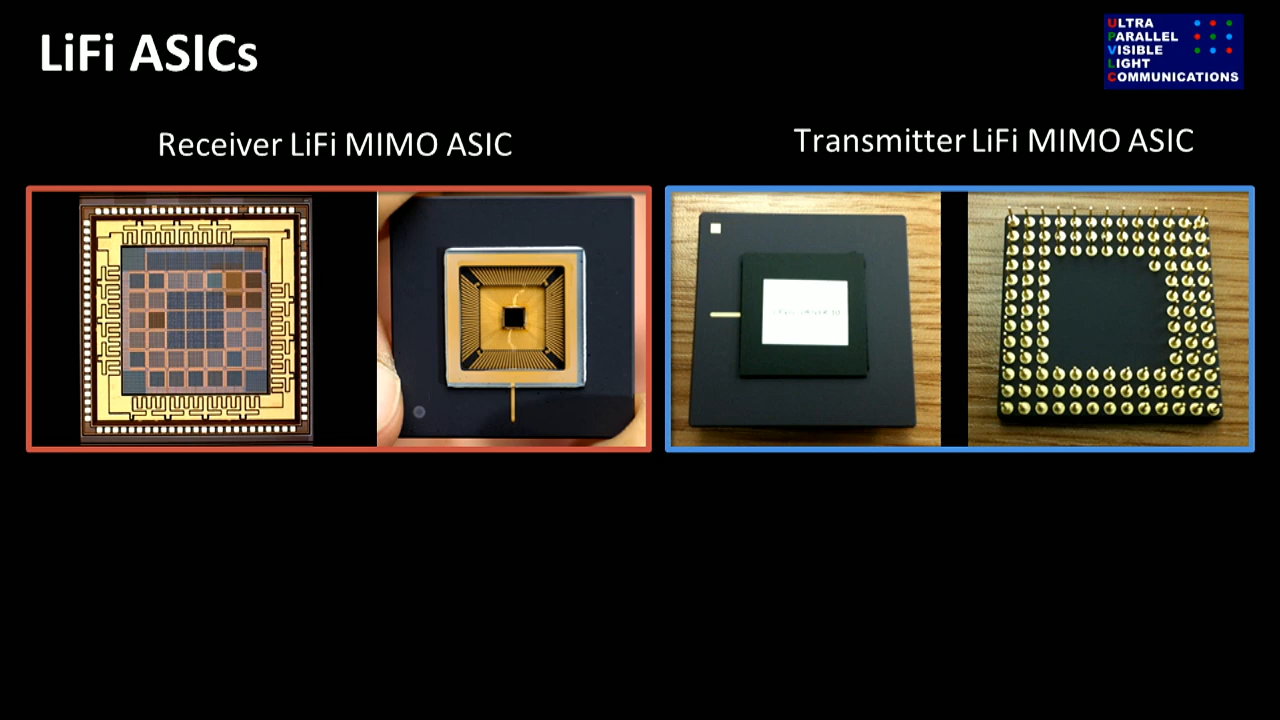 LiFi ASICs
ULTRA
PARALLEL
VISIBLE
LIGHT
COMMUNICATIONS
Receiver LiFi MIMO ASIC
Transmitter LiFi MIMO ASIC